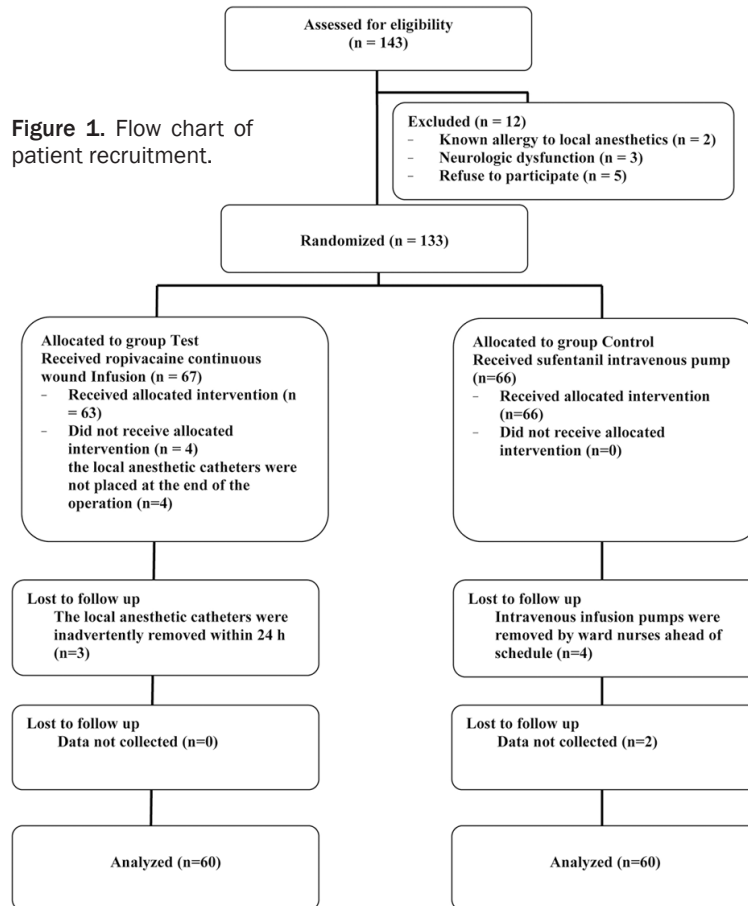 Assessed for eligibility
(n = 143)
Figure 1. Flow chart of
patient recruitment.
Excluded (n = 12)
- Known allergy to local anesthetics (n = 2)
- Neurologic dysfunction (n = 3)
- Refuse to participate (n = 5)
Randomized (n = 133)
Allocated to group Test
Received ropivacaine continuous
wound Infusion (n = 67)
- Received allocated intervention (n
= 63)
- Did not receive allocated
intervention (n = 4)
the local anesthetic catheters were
not placed at the end of the
operation (n=4)
Allocated to group Control
Received sufentanil intravenous pump
(n=66)
- Received allocated intervention
(n=66)
- Did not receive allocated
intervention (n=0)
Lost to follow up
The local anesthetic catheters were
inadvertently removed within 24 h
(n=3)
Lost to follow up
Intravenous infusion pumps were
removed by ward nurses ahead of
schedule (n=4)
Lost to follow up
Data not collected (n=0)
Lost to follow up
Data not collected (n=2)
Analyzed (n=60)
Analyzed (n=60)